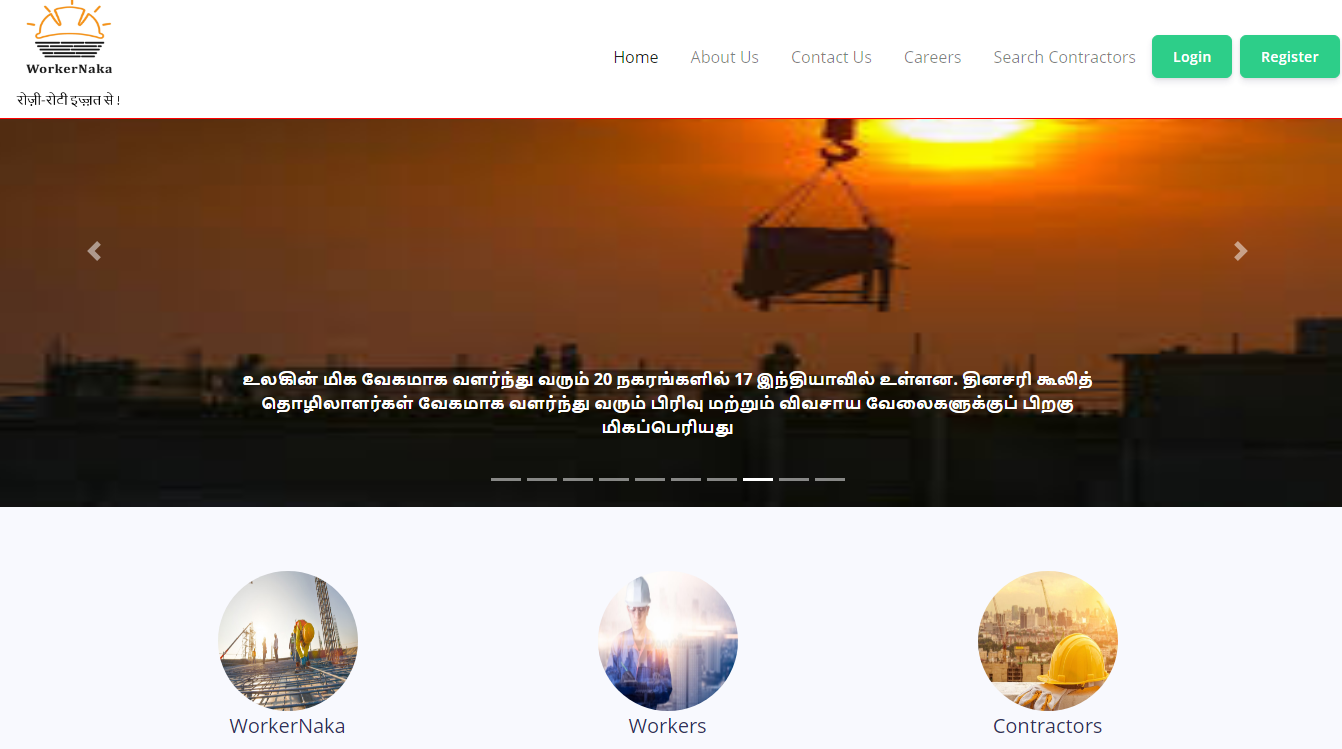 WorkerNaka
रोज़ी-रोटी इज़्ज़त से !
Home About Us Contact Us Careers Search Contractors Login Register
உலகின் மிக வேகமாக வளர்ந்து வரும் 20 நகரங்களில் 17 இந்தியாவில் உள்ளன. தினசரி கூலித்
தொழிலாளர்கள் வேகமாக வளர்ந்து வரும் பிரிவு மற்றும் விவசாய வேலைகளுக்குப் பிறகு
மிகப்பெரியது
WorkerNaka Workers Contractors